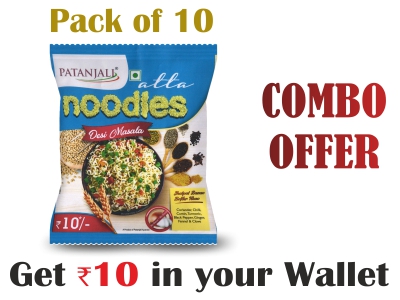 Pack of 10
PATANJALI
atta
noodles
Desi Masala
COMBO
OFFER
₹10/-
Get ₹10 in your Wallet